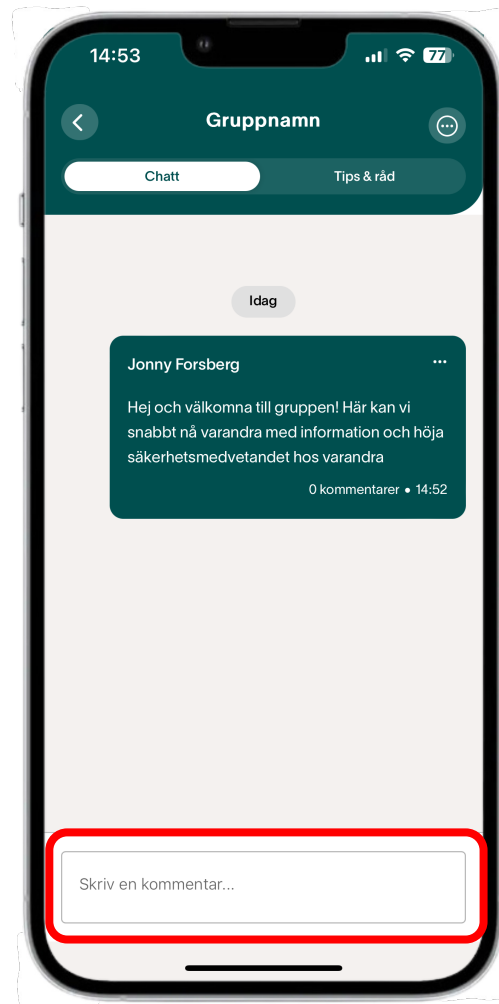 14:53
77
Gruppnamn
Chatt
Tips & råd
Idag
Jonny Forsberg
Hej och välkomna till gruppen! Här kan vi
snabbt nå varandra med information och höja
säkerhetsmedvetandet hos varandra
0 kommentarer • 14:52
Skriv en kommentar...